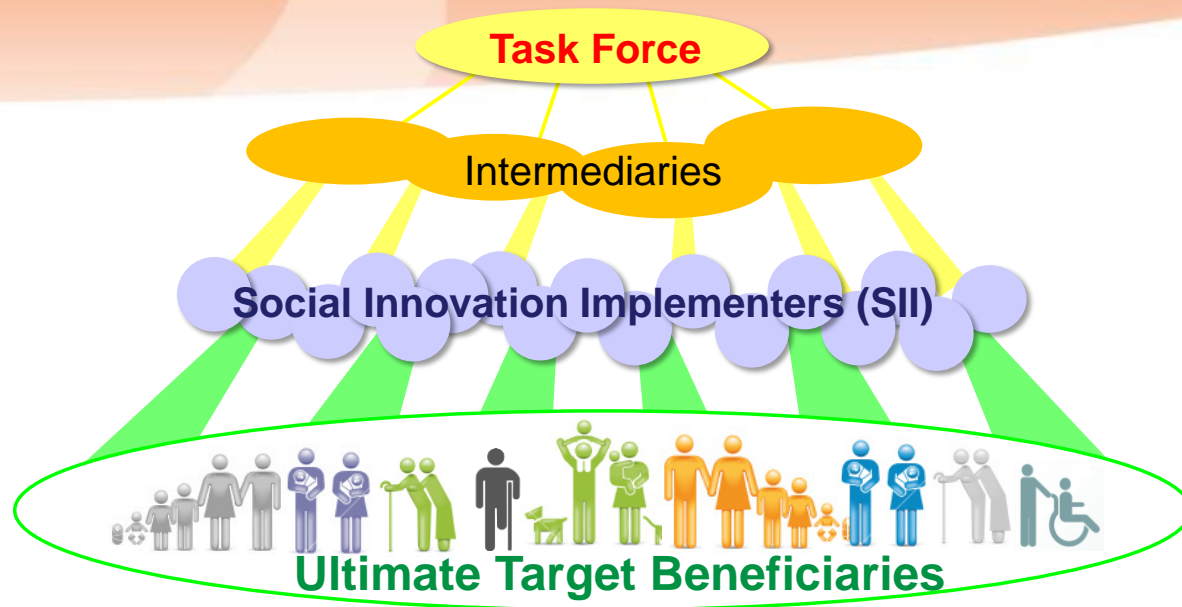 Task Force
Intermediaries
Social Innovation Implementers (SII)
Ultimate Target Beneficiaries